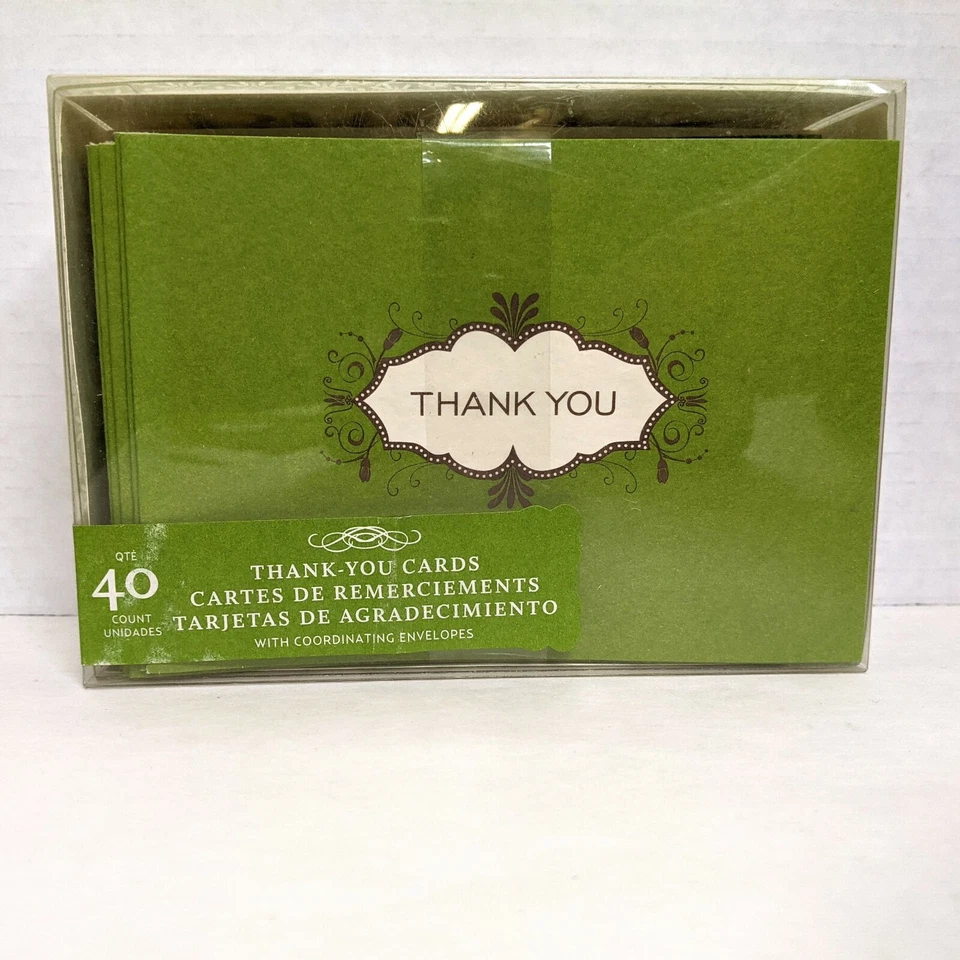 THANK YOU
QTÉ
40
COUNT
UNIDADES
THANK-YOU CARDS
CARTES DE REMERCIEMENTS
TARJETAS DE AGRADECIMIENTO
WITH COORDINATING ENVELOPES